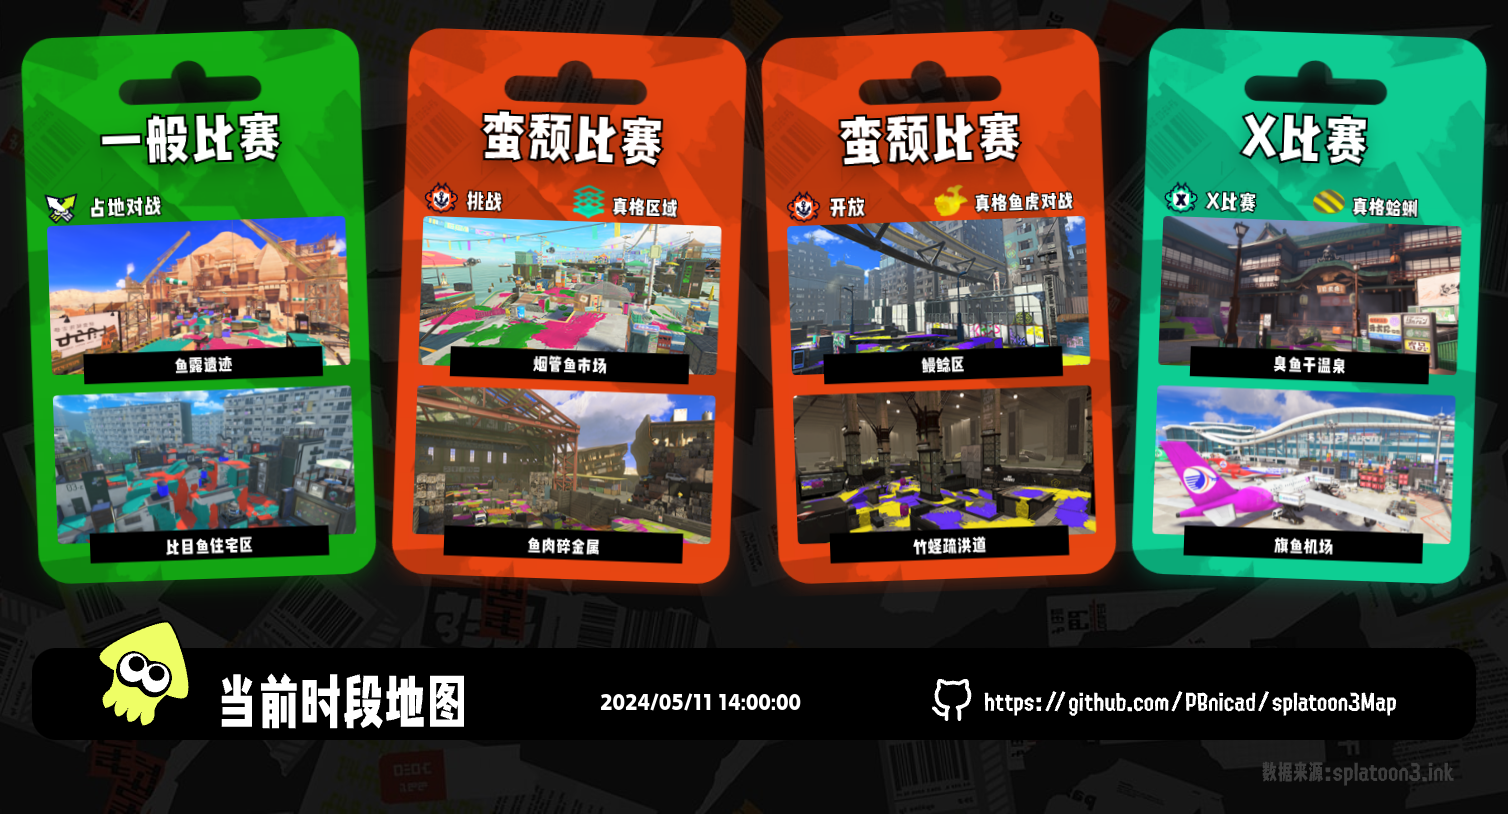 一般比赛
占地对战
鱼露遗迹
比目鱼住宅区
蛮颓比赛
挑战
真格区域
烟管鱼市场
鱼肉碎金属
蛮颓比赛
开放
真格鱼虎对战
鳗鲶区
竹蛏疏洪道
X比赛
X比赛
真格蛤蜊
臭鱼干温泉
旗鱼机场
当前时段地图
2024/05/11 14:00:00
https://github.com/PBnicad/splatoon3Map
数据来源:splatoon3.ink